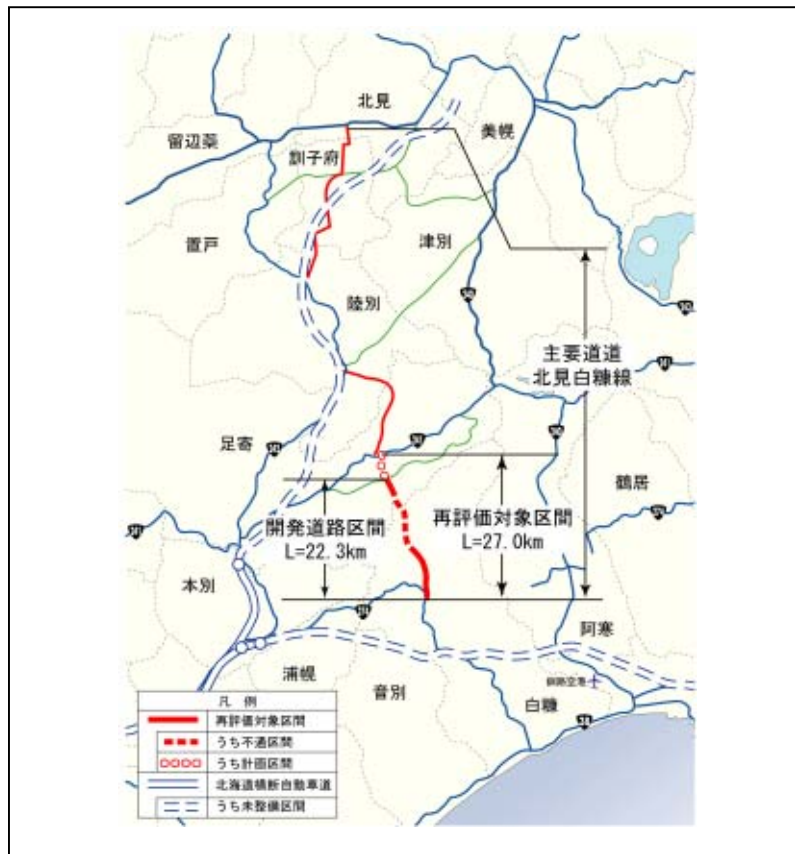 北見
留辺蘂
美幌
訓子府
置戸
津別
陸別
主要道道
北見白糠線
足寄
鶴居
開発道路区間
L=22.3km
再評価対象区間
L=27.0km
本別
阿寒
浦幌
音別
白糠
釧路空港
凡 例
再評価対象区間
うち不通区間
うち計画区間
北海道横断自動車道
うち未整備区間